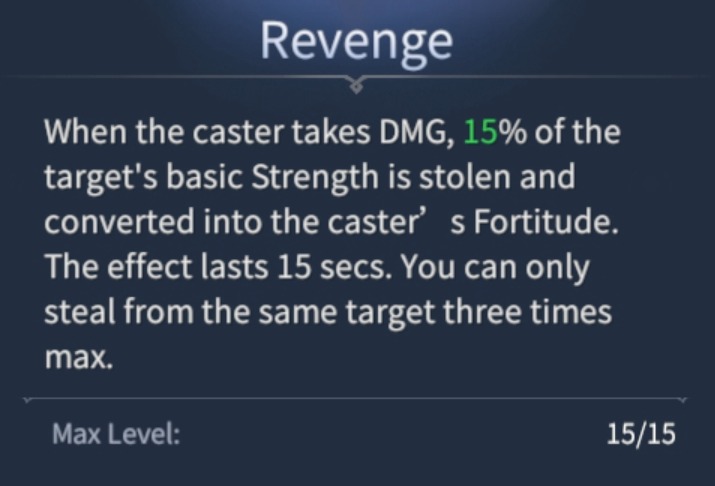 Revenge
When the caster takes DMG, 15% of the
target's basic Strength is stolen and
converted into the caster’ s Fortitude.
The effect lasts 15 secs. You can only
steal from the same target three times
max.
Max Level: 15/15